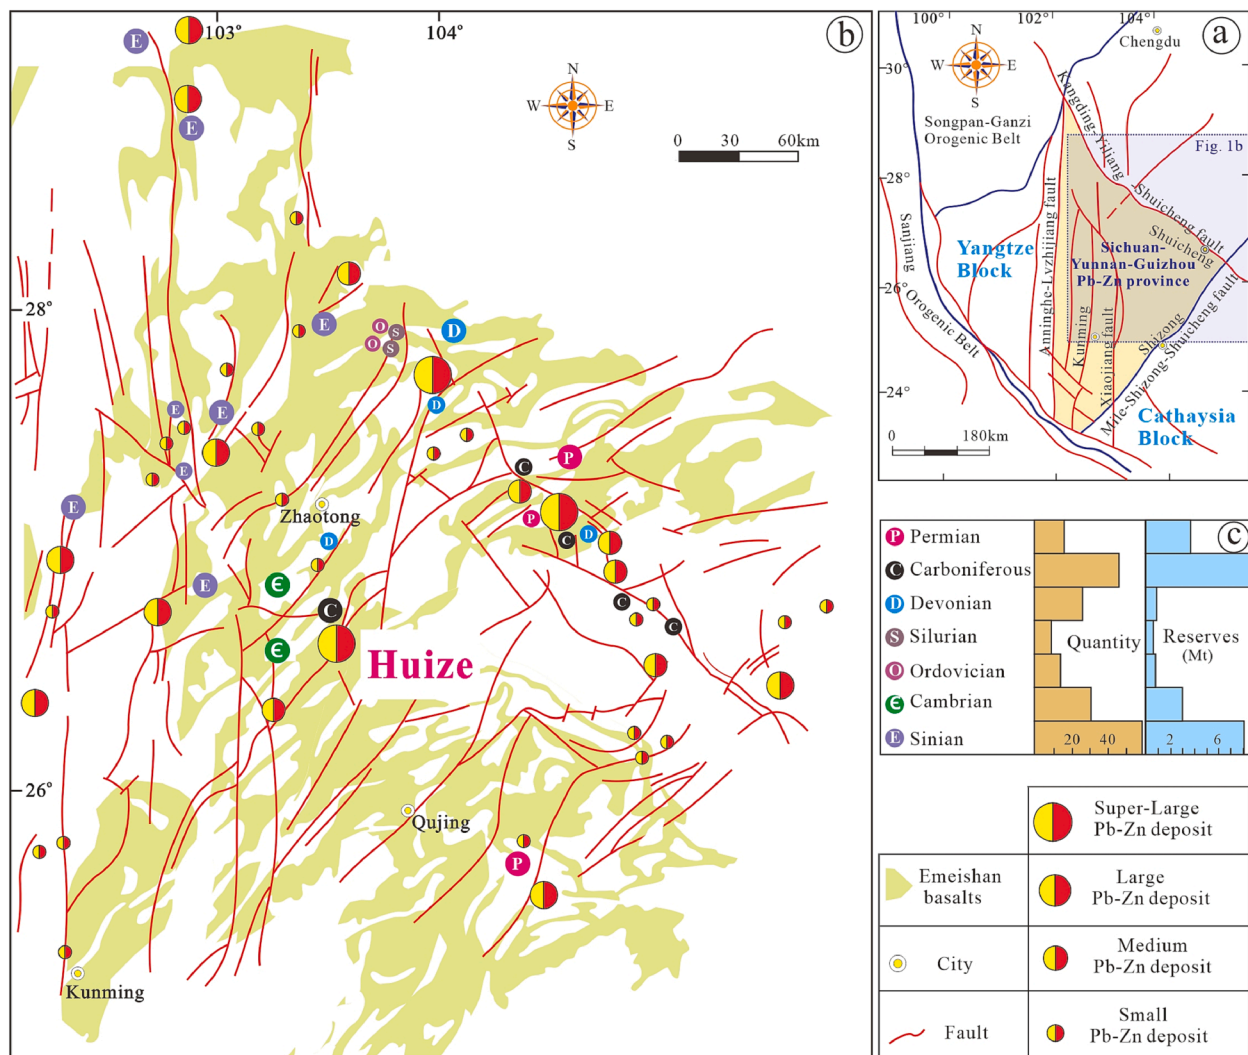 103°
104°
b
N
W E
S
0 30 60km
28°
26°
E
E
E
E
E
E
E
E
E
O
S
O
S
D
D
C
P
P
D
C
C
C
D
Є
C
Є
P
Zhaotong
Huize
Qujing
Kunming
100°
102°
104°
a
Chengdu
30°
28°
26°
24°
N
W E
S
Songpan-Ganzi
Orogenic Belt
Kangding-Yiliang
-Shuicheng fault
Fig. 1b
Shuicheng
Sanjiang
Orogenic Belt
Yangtze
Block
Anninghe-Lvzhijiang fault
Sichuan-
Yunnan-Guizhou
Pb-Zn province
Kunming
Xiaojiang fault
Shizong
Mile-Shizong-Shuicheng fault
Cathaysia
Block
0 180km
c
P Permian
C Carboniferous
D Devonian
S Silurian
O Ordovician
Є Cambrian
E Sinian
Quantity
20 40
Reserves
(Mt)
2 6
Super-Large
Pb-Zn deposit
Emeishan
basalts
Large
Pb-Zn deposit
City
Medium
Pb-Zn deposit
Fault
Small
Pb-Zn deposit